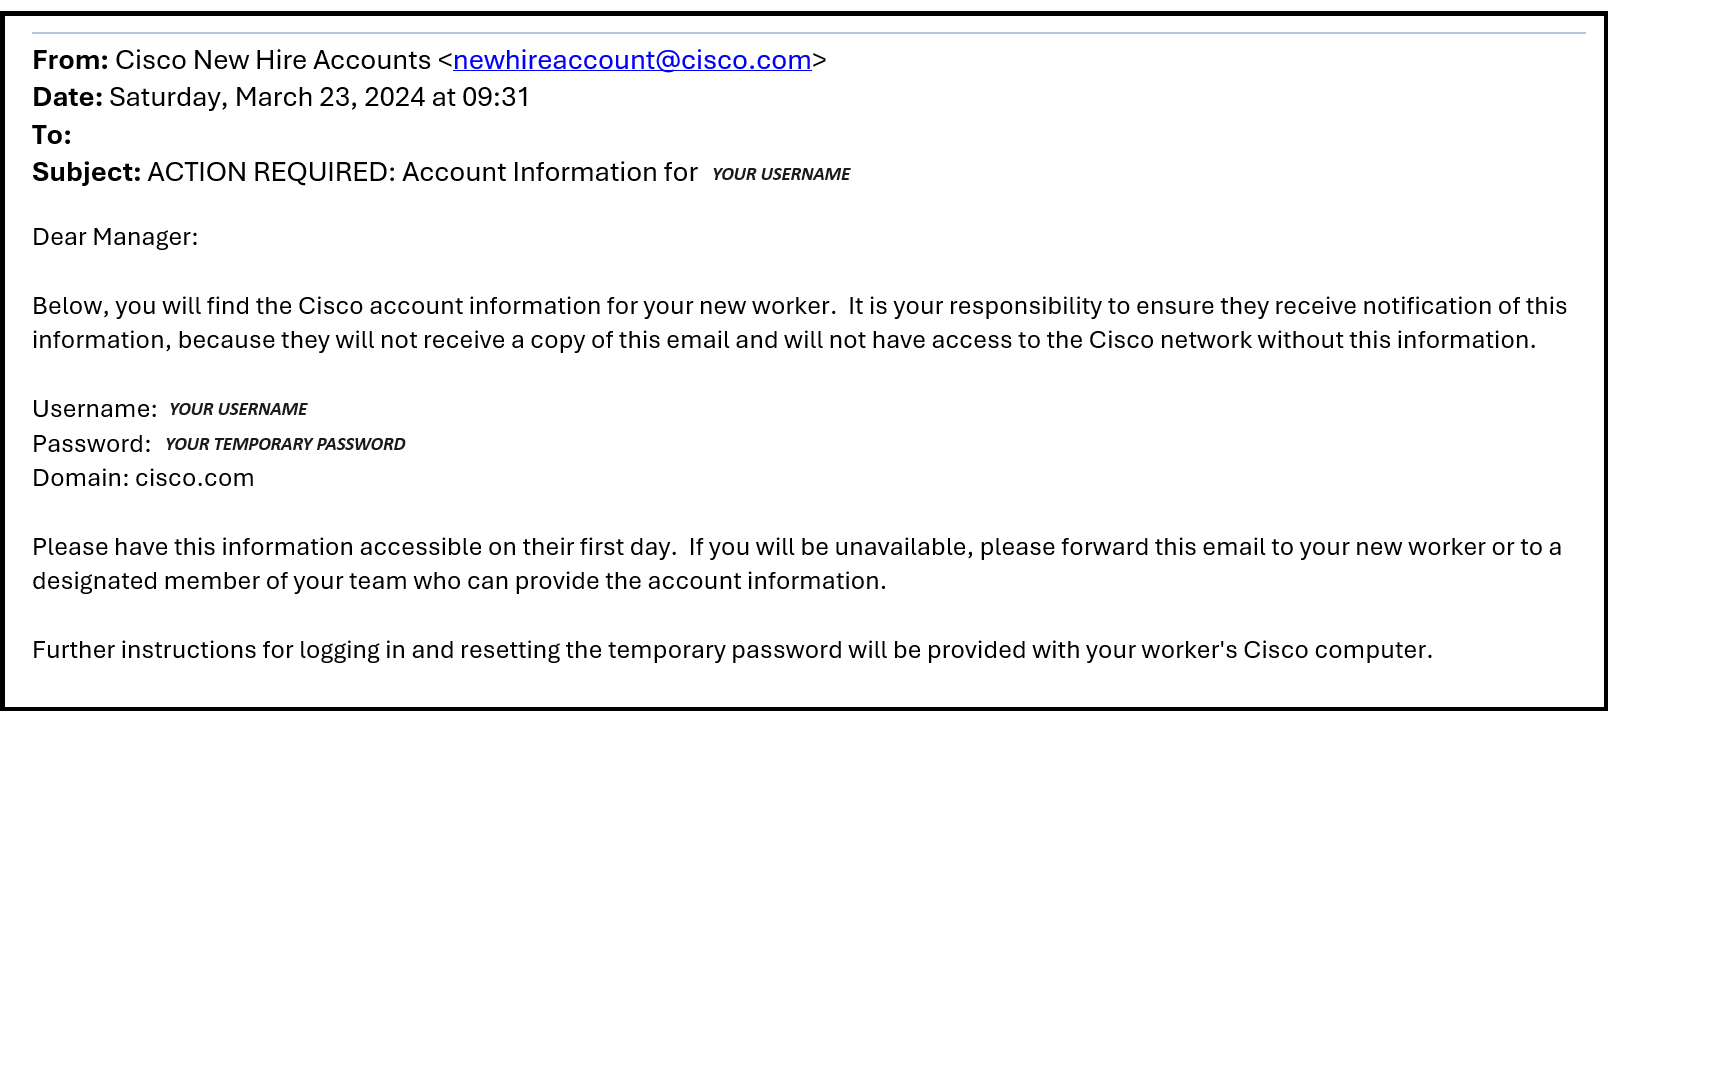 From: Cisco New Hire Accounts <newhireaccount@cisco.com>
Date: Saturday, March 23, 2024 at 09:31
To:
Subject: ACTION REQUIRED: Account Information for YOUR USERNAME
Dear Manager:
Below, you will find the Cisco account information for your new worker.  It is your responsibility to ensure they receive notification of this
information, because they will not receive a copy of this email and will not have access to the Cisco network without this information.
Username: YOUR USERNAME
Password: YOUR TEMPORARY PASSWORD
Domain: cisco.com
Please have this information accessible on their first day.  If you will be unavailable, please forward this email to your new worker or to a
designated member of your team who can provide the account information.
Further instructions for logging in and resetting the temporary password will be provided with your worker's Cisco computer.